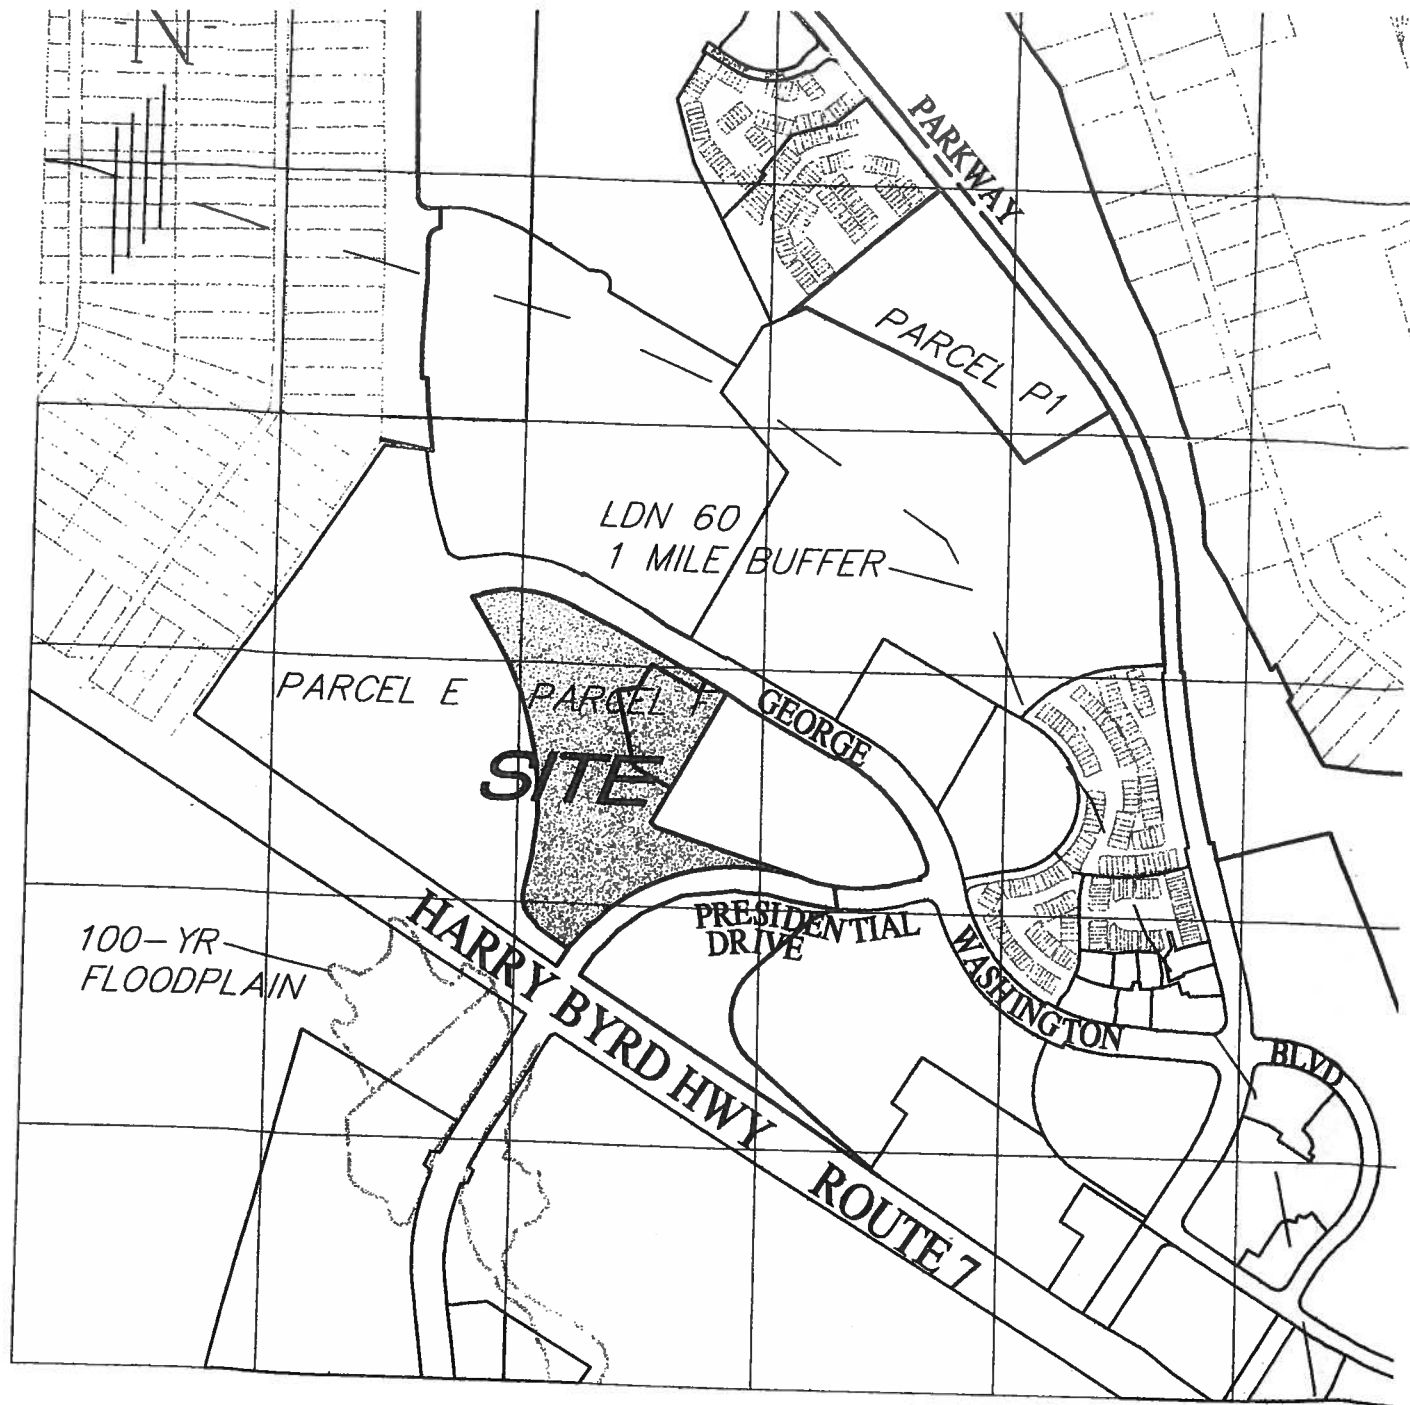 N
PARKWAY
PARCEL P1
LDN 60
1 MILE BUFFER
PARCEL E
PARCEL F
GEORGE
SITE
PRESIDENTIAL
DRIVE
HARRY BYRD HWY
100-YR
FLOODPLAIN
WASHINGTON
BLVD
ROUTE 7